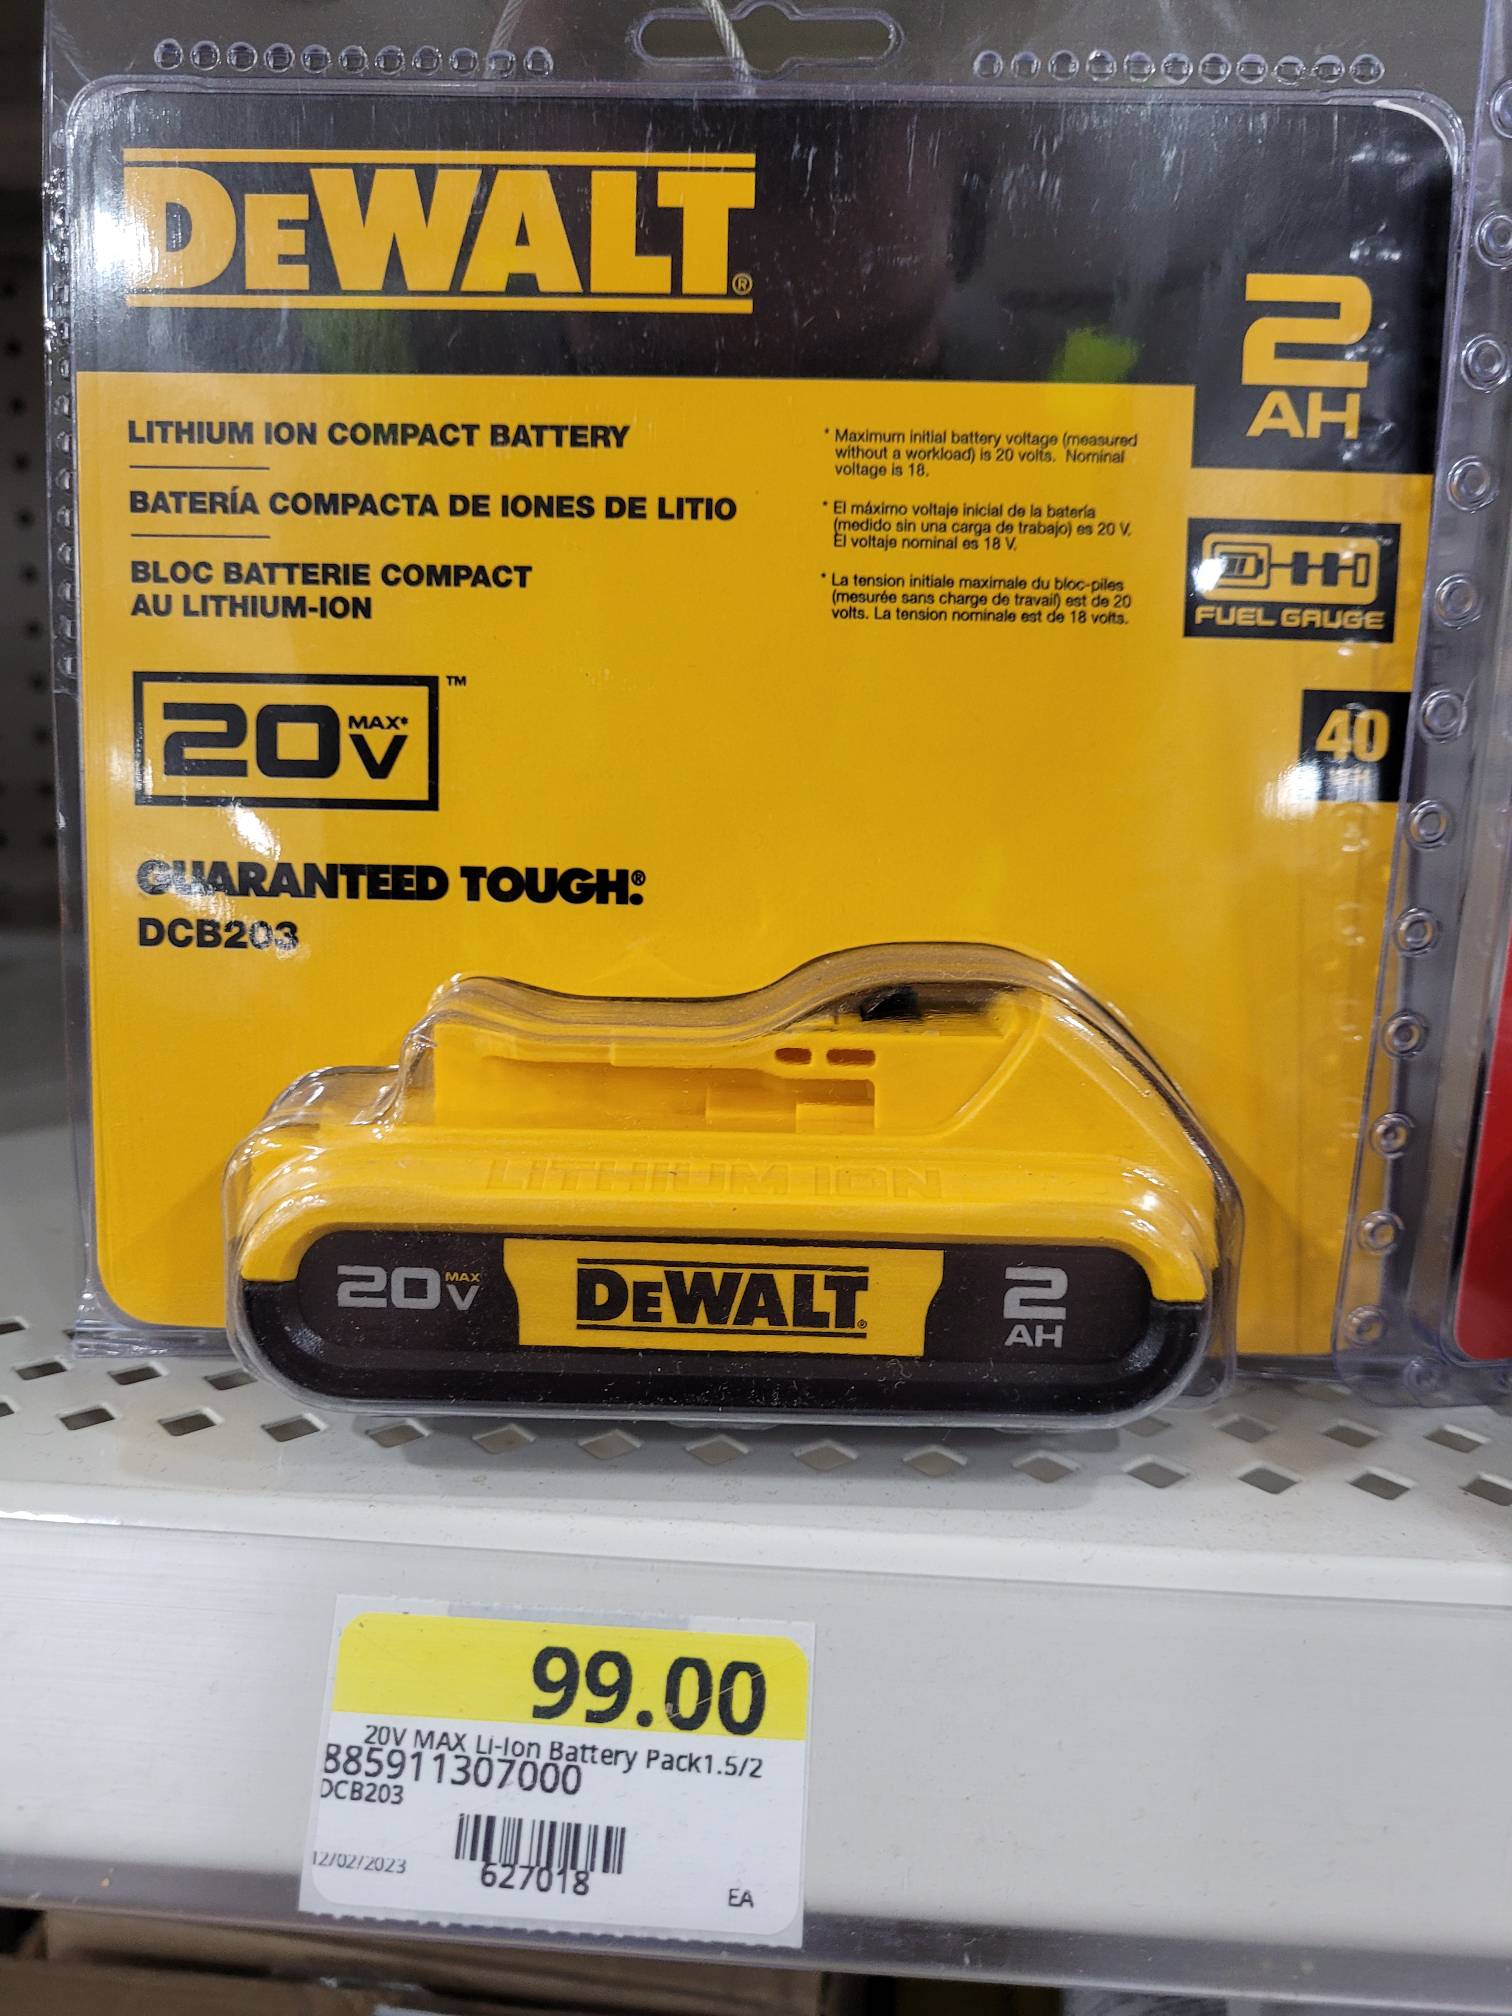 DEWALT®
2
AH
LITHIUM ION COMPACT BATTERY
BATERÍA COMPACTA DE IONES DE LITIO
BLOC BATTERIE COMPACT
AU LITHIUM-ION
* Maximum initial battery voltage (measured
without a workload) is 20 volts. Nominal
voltage is 18.
* El máximo voltaje inicial de la batería
(medido sin una carga de trabajo) es 20 V.
El voltaje nominal es 18 V.
* La tension initiale maximale du bloc-piles
(mesurée sans charge de travail) est de 20
volts. La tension nominale est de 18 volts.
FUEL GAUGE
20V MAX*™
40
GUARANTEED TOUGH.®
DCB203
LITHIUM ION
20V MAX
DEWALT®
2
AH
99.00
20V MAX Li-Ion Battery Pack1.5/2
885911307000
DCB203
12/02/2023
627018
EA